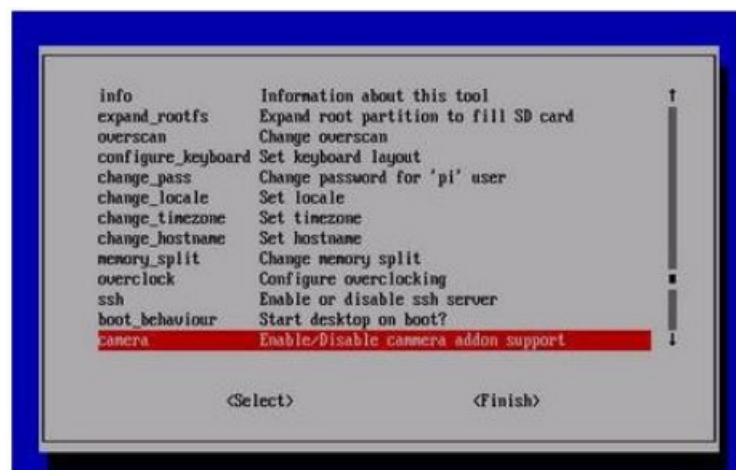 info Information about this tool
expand_rootfs Expand root partition to fill SD card
overscan Change overscan
configure_keyboard Set keyboard layout
change_pass Change password for 'pi' user
change_locale Set locale
change_timezone Set timezone
change_hostname Set hostname
memory_split Change memory split
overclock Configure overclocking
ssh Enable or disable ssh server
boot_behaviour Start desktop on boot?
camera Enable/Disable cammera addon support
<Select> <Finish>